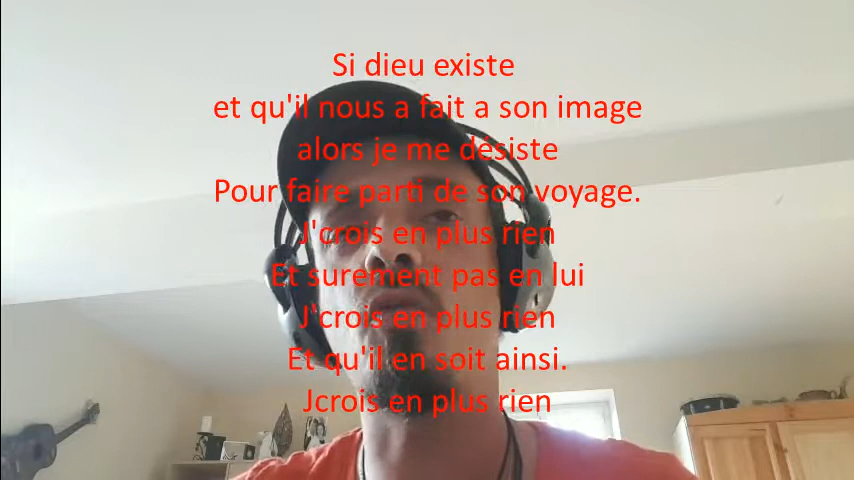 Si dieu existe
et qu'il nous a fait a son image
alors je me désiste
Pour faire parti de son voyage.
J'crois en plus rien
Et surement pas en lui
J'crois en plus rien
Et qu'il en soit ainsi.
Jcrois en plus rien